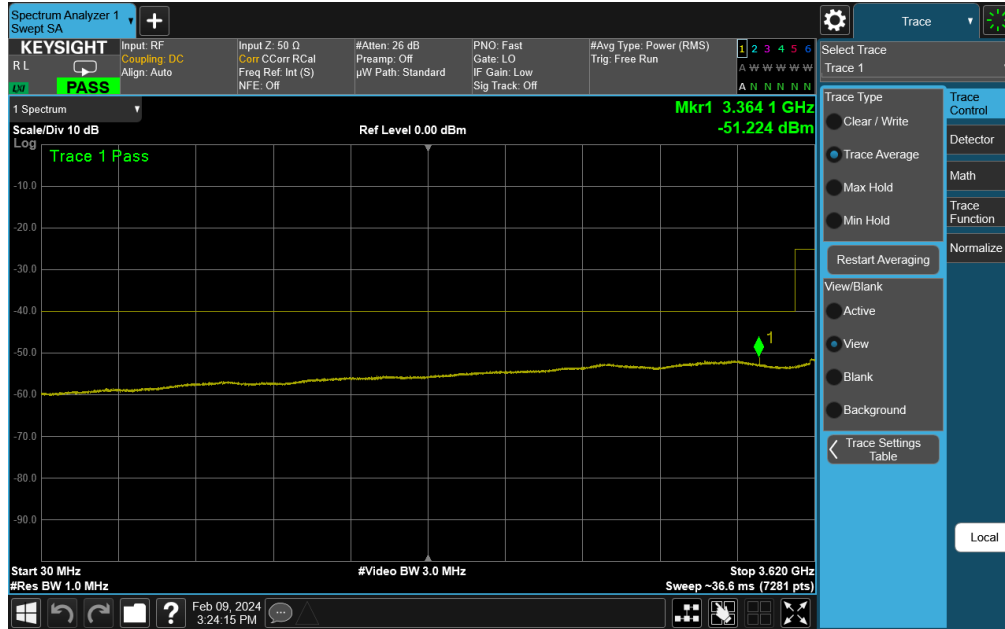 Spectrum Analyzer 1
Swept SA
Trace
KEYSIGHT
R L
LXI
PASS
Input: RF
Coupling: DC
Align: Auto
Input Z: 50 Ω
Corr CCorr RCal
Freq Ref: Int (S)
NFE: Off
#Atten: 26 dB
Preamp: Off
µW Path: Standard
PNO: Fast
Gate: LO
IF Gain: Low
Sig Track: Off
#Avg Type: Power (RMS)
Trig: Free Run
1 2 3 4 5 6
A W W W W W
A N N N N N
Select Trace
Trace 1
1 Spectrum
Scale/Div 10 dB
Ref Level 0.00 dBm
Mkr1 3.364 1 GHz
-51.224 dBm
Log
Trace 1 Pass
-10.0
-20.0
-30.0
-40.0
-50.0
-60.0
-70.0
-80.0
-90.0
1
Start 30 MHz
#Res BW 1.0 MHz
#Video BW 3.0 MHz
Stop 3.620 GHz
Sweep ~36.6 ms (7281 pts)
Trace Type
Clear / Write
Trace Average
Max Hold
Min Hold
Restart Averaging
View/Blank
Active
View
Blank
Background
Trace Settings
Table
Trace
Control
Detector
Math
Trace
Function
Normalize
Local
?
Feb 09, 2024
3:24:15 PM